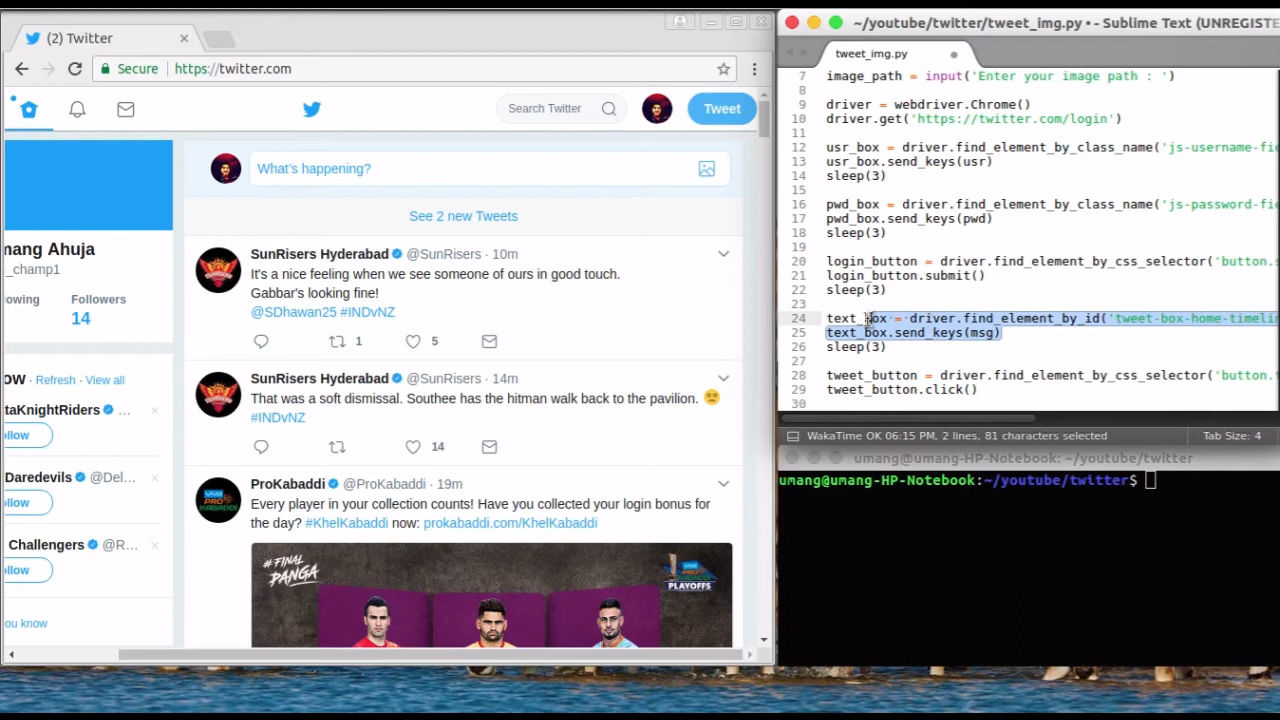 (2) Twitter
Secure
https://twitter.com
Search Twitter
Tweet
What's happening?
See 2 new Tweets
mang Ahuja
_champ1
owing
Followers
14
OW · Refresh · View all
taKnightRiders ...
ollow
Daredevils @Del...
ollow
Challengers @R...
ollow
ou know
SunRisers Hyderabad @SunRisers · 10m
It's a nice feeling when we see someone of ours in good touch.
Gabbar's looking fine!
@SDhawan25 #INDvNZ
1
5
SunRisers Hyderabad @SunRisers · 14m
That was a soft dismissal. Southee has the hitman walk back to the pavilion.
#INDvNZ
14
ProKabaddi @ProKabaddi · 19m
Every player in your collection counts! Have you collected your login bonus for
the day? #KhelKabaddi now: prokabaddi.com/KhelKabaddi
#FINAL
PANGA
VIVO
PRO
KABADDI
PLAYOFFS
~/youtube/twitter/tweet_img.py • - Sublime Text (UNREGISTE
tweet_img.py
7 image_path = input('Enter your image path : ')
8
9 driver = webdriver.Chrome()
10 driver.get('https://twitter.com/login')
11
12 usr_box = driver.find_element_by_class_name('js-username-fie
13 usr_box.send_keys(usr)
14 sleep(3)
15
16 pwd_box = driver.find_element_by_class_name('js-password-fie
17 pwd_box.send_keys(pwd)
18 sleep(3)
19
20 login_button = driver.find_element_by_css_selector('button.s
21 login_button.submit()
22 sleep(3)
23
24 text_box = driver.find_element_by_id('tweet-box-home-timelin
25 text_box.send_keys(msg)
26 sleep(3)
27
28 tweet_button = driver.find_element_by_css_selector('button.t
29 tweet_button.click()
30
WakaTime OK 06:15 PM, 2 lines, 81 characters selected
Tab Size: 4
umang@umang-HP-Notebook: ~/youtube/twitter
umang@umang-HP-Notebook:~/youtube/twitter$